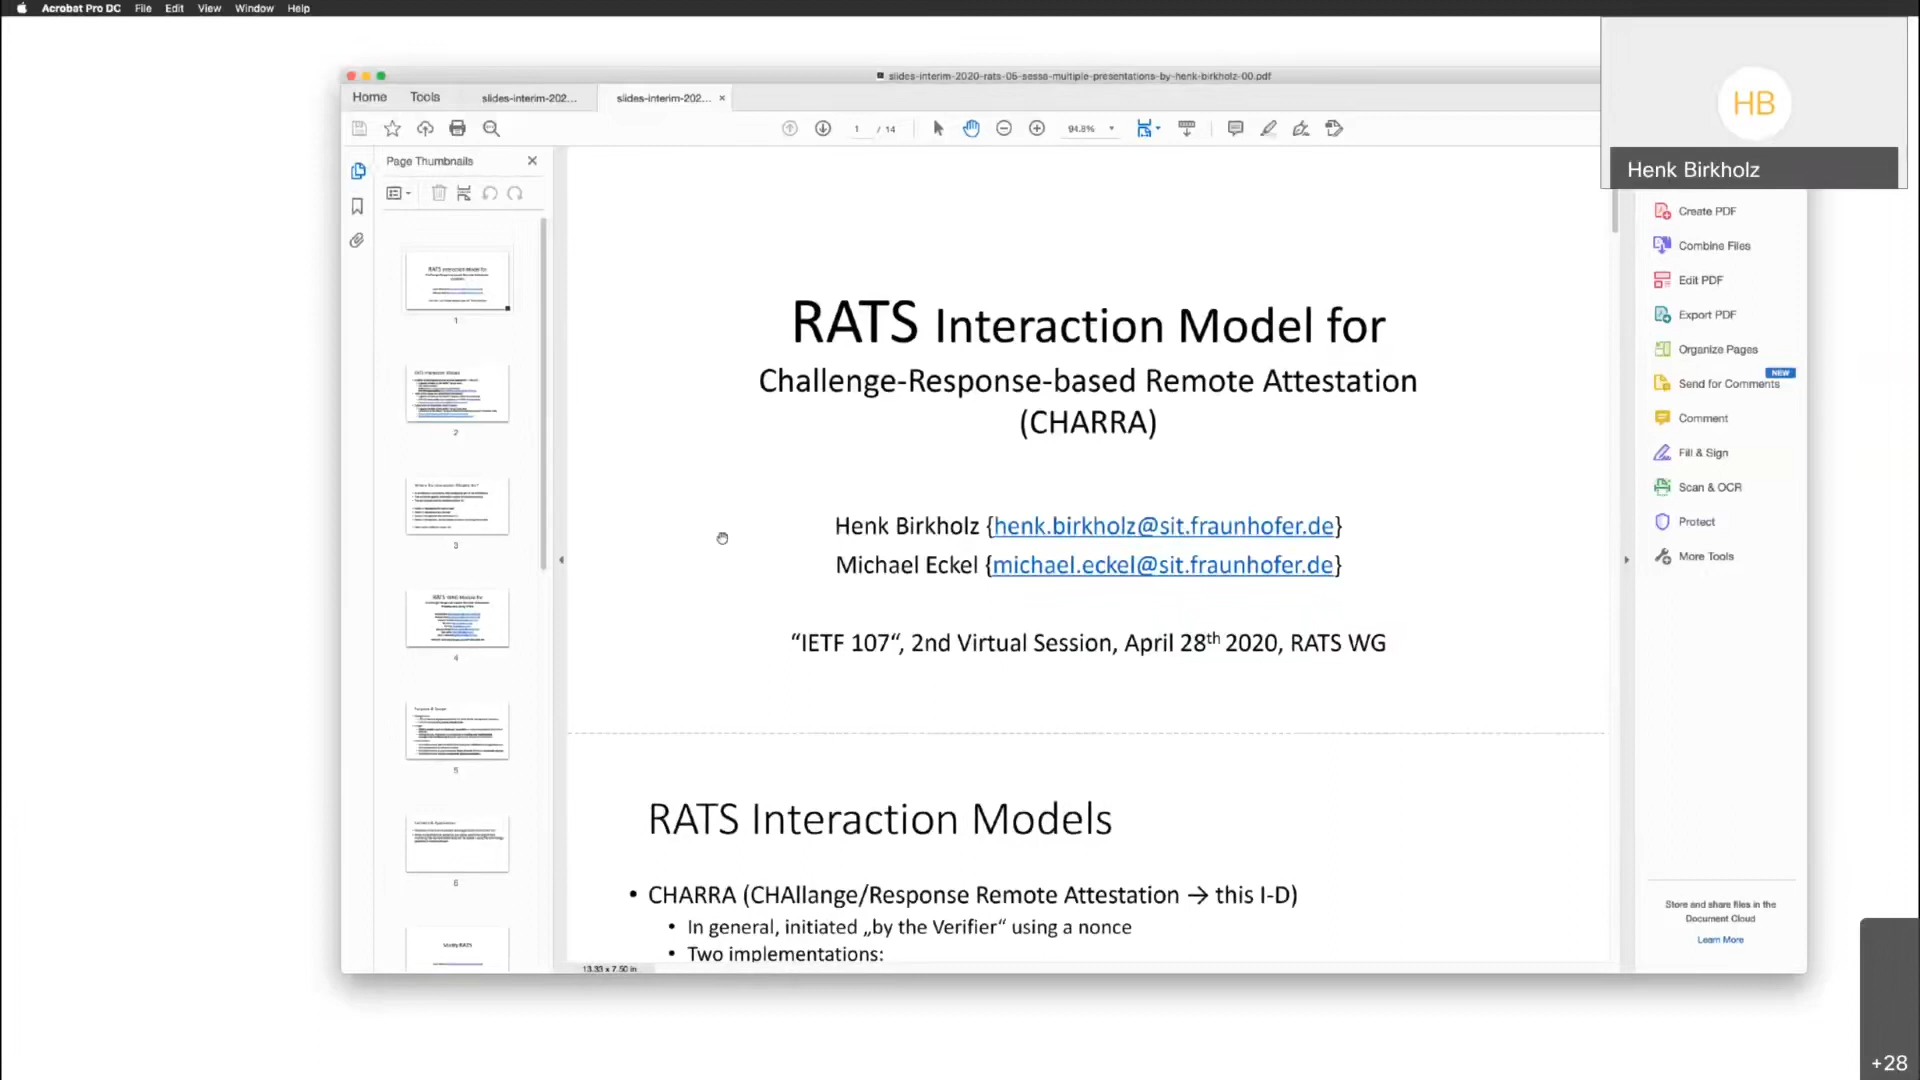 Acrobat Pro DC File Edit View Window Help
slides-interim-2020-rats-05-sessa-multiple-presentations-by-henk-birkholz-00.pdf
Home Tools slides-interim-202... slides-interim-202... ×
1 / 14 94.8%
HB
Henk Birkholz
Page Thumbnails
1
2
3
4
5
6
RATS Interaction Model for
Challenge-Response-based Remote Attestation
(CHARRA)
Henk Birkholz {henk.birkholz@sit.fraunhofer.de}
Michael Eckel {michael.eckel@sit.fraunhofer.de}
“IETF 107“, 2nd Virtual Session, April 28th 2020, RATS WG
RATS Interaction Models
• CHARRA (CHAllange/Response Remote Attestation → this I-D)
• In general, initiated „by the Verifier“ using a nonce
• Two implementations:
13.33 x 7.50 in
Create PDF
Combine Files
Edit PDF
Export PDF
Organize Pages
NEW
Send for Comments
Comment
Fill & Sign
Scan & OCR
Protect
More Tools
Store and share files in the
Document Cloud
Learn More
+28